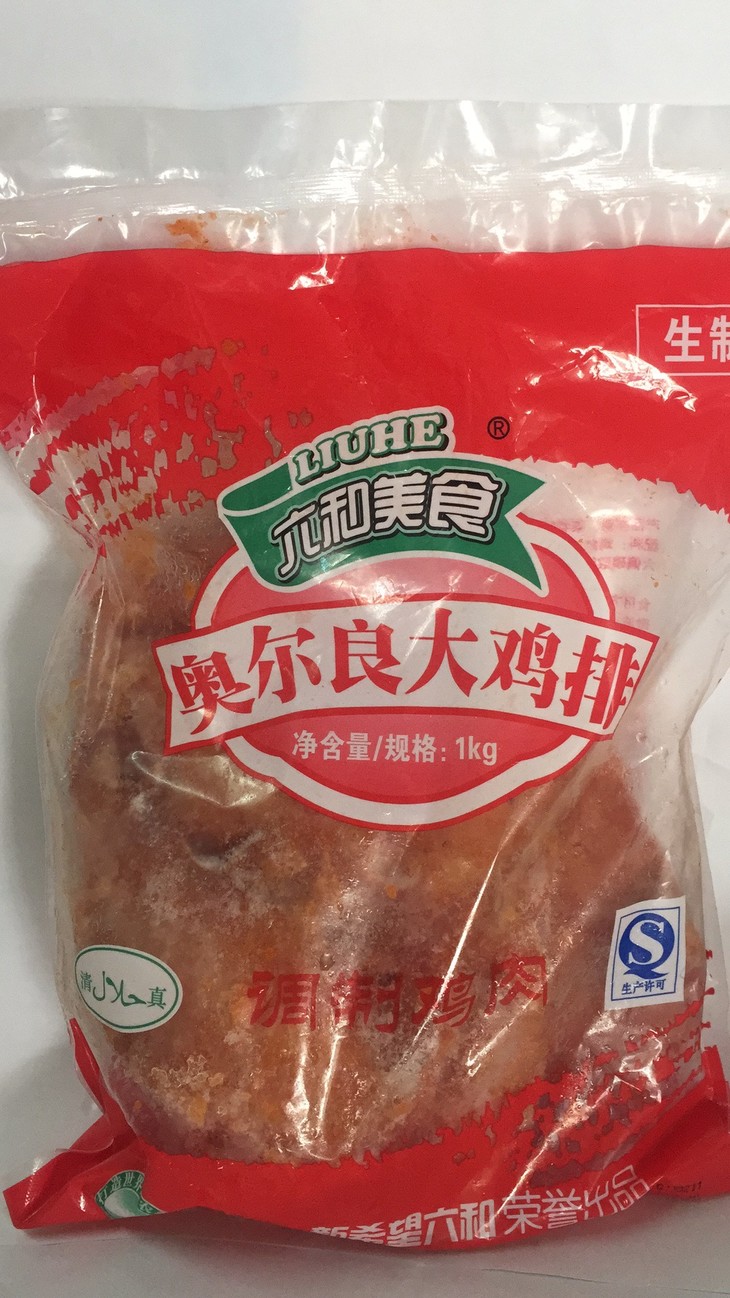 生制
LIUHE
®
六和美食
奥尔良大鸡排
净含量/规格：1kg
清 حلال 真
调制鸡肉
S
生产许可
新希望六和荣誉出品